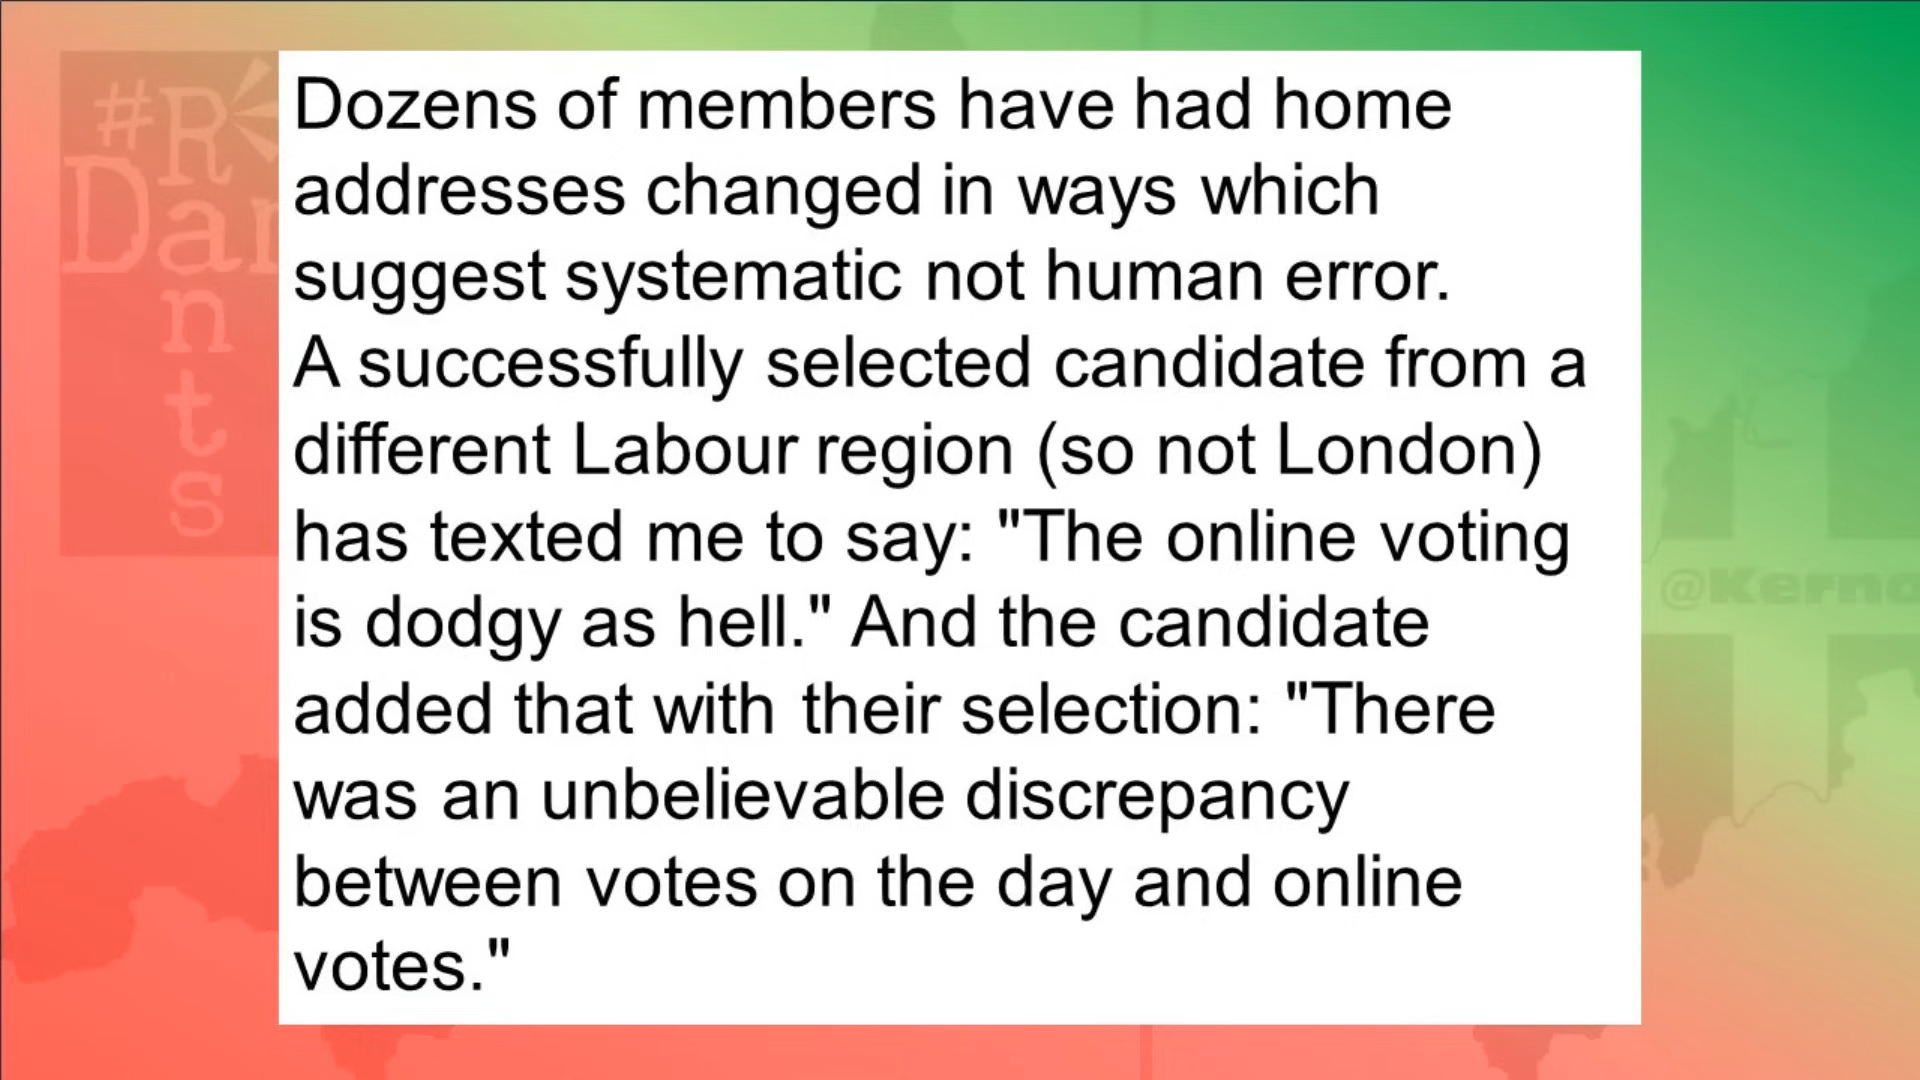 #R
Dar
n
t
s
Dozens of members have had home
addresses changed in ways which
suggest systematic not human error.
A successfully selected candidate from a
different Labour region (so not London)
has texted me to say: "The online voting
is dodgy as hell." And the candidate
added that with their selection: "There
was an unbelievable discrepancy
between votes on the day and online
votes."
@Kerno